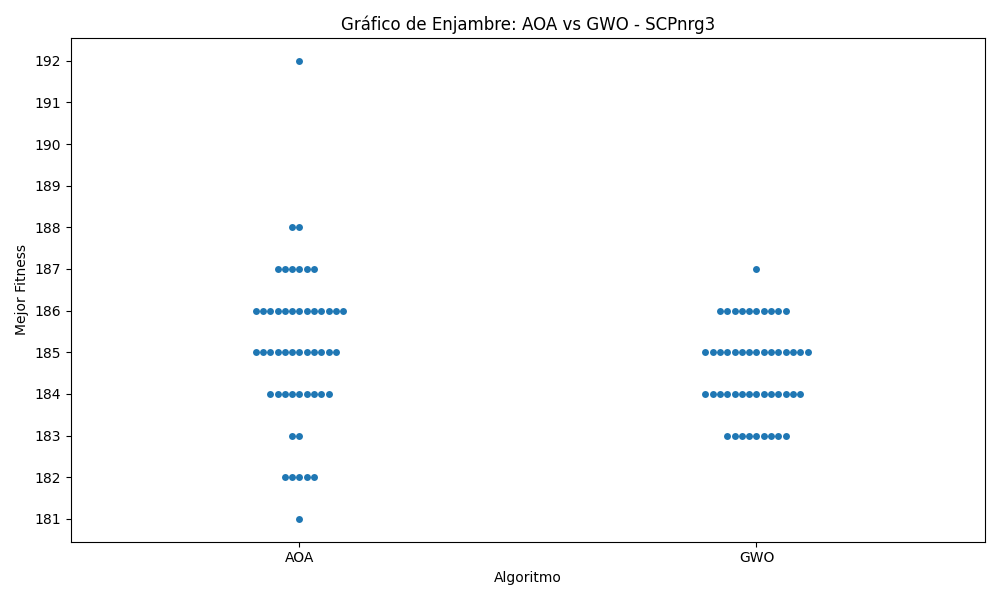 Gráfico de Enjambre: AOA vs GWO - SCPnrg3
192
191
190
189
188
187
186
185
184
183
182
181
Mejor Fitness
AOA
GWO
Algoritmo